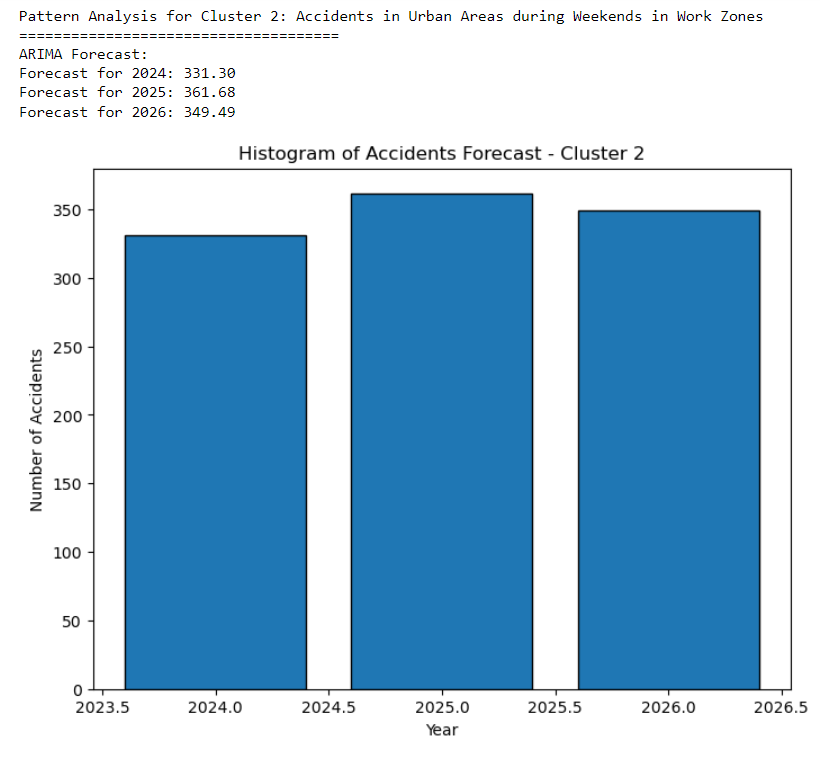 Pattern Analysis for Cluster 2: Accidents in Urban Areas during Weekends in Work Zones
=====================================
ARIMA Forecast:
Forecast for 2024: 331.30
Forecast for 2025: 361.68
Forecast for 2026: 349.49
Histogram of Accidents Forecast - Cluster 2
350
300
250
200
150
100
50
0
Number of Accidents
2023.5 2024.0 2024.5 2025.0 2025.5 2026.0 2026.5
Year